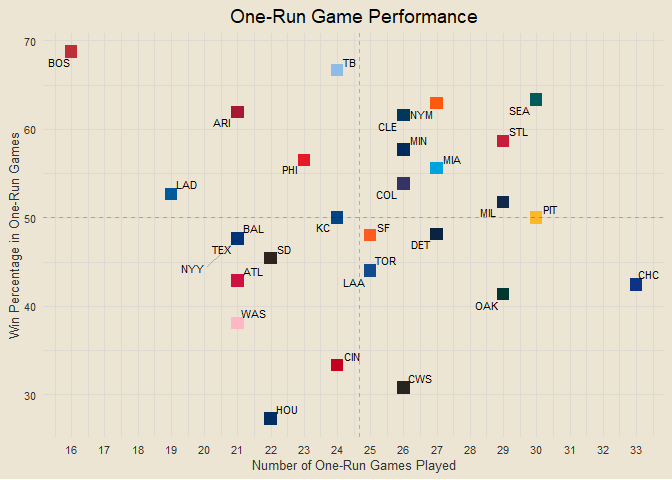 One-Run Game Performance
70
BOS
TB
CLE
NYM
SEA
ARI
60
STL
MIN
PHI
MIA
LAD
COL
MIL
PIT
50
KC
SF
BAL
DET
TEX
SD
NYY
TOR
ATL
LAA
CHC
40
OAK
WAS
CIN
CWS
30
HOU
16 17 18 19 20 21 22 23 24 25 26 27 28 29 30 31 32 33
Number of One-Run Games Played
Win Percentage in One-Run Games